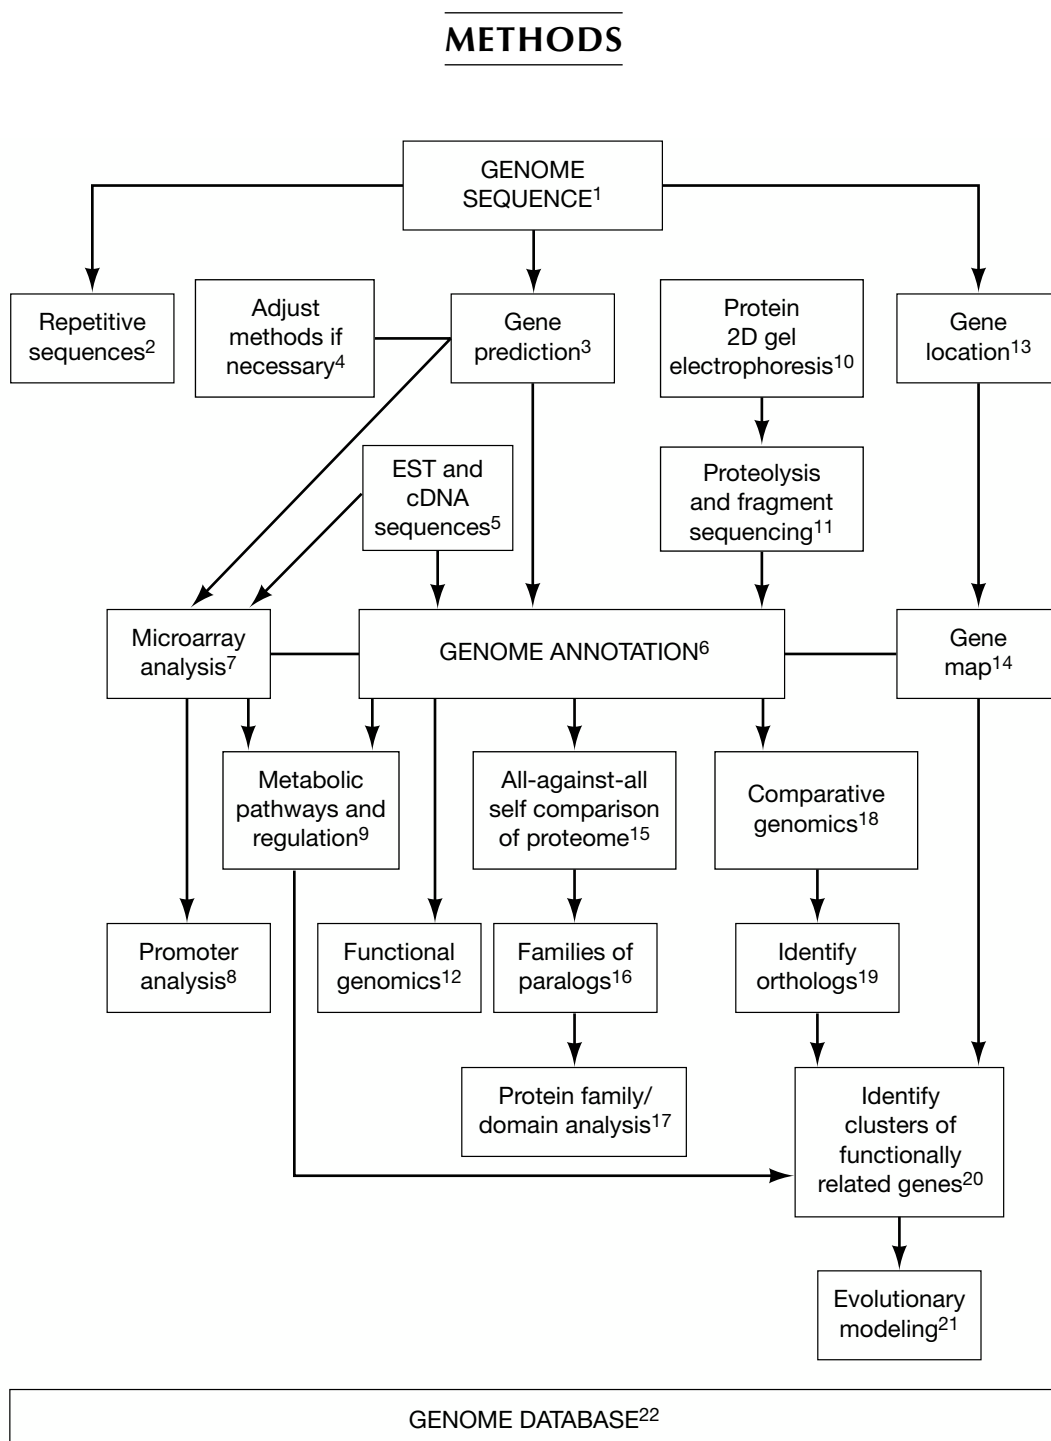 METHODS
GENOME
SEQUENCE1
Repetitive
sequences2
Adjust
methods if
necessary4
Gene
prediction3
Protein
2D gel
electrophoresis10
Gene
location13
EST and
cDNA
sequences5
Proteolysis
and fragment
sequencing11
Microarray
analysis7
GENOME ANNOTATION6
Gene
map14
Metabolic
pathways and
regulation9
All-against-all
self comparison
of proteome15
Comparative
genomics18
Promoter
analysis8
Functional
genomics12
Families of
paralogs16
Identify
orthologs19
Protein family/
domain analysis17
Identify
clusters of
functionally
related genes20
Evolutionary
modeling21
GENOME DATABASE22